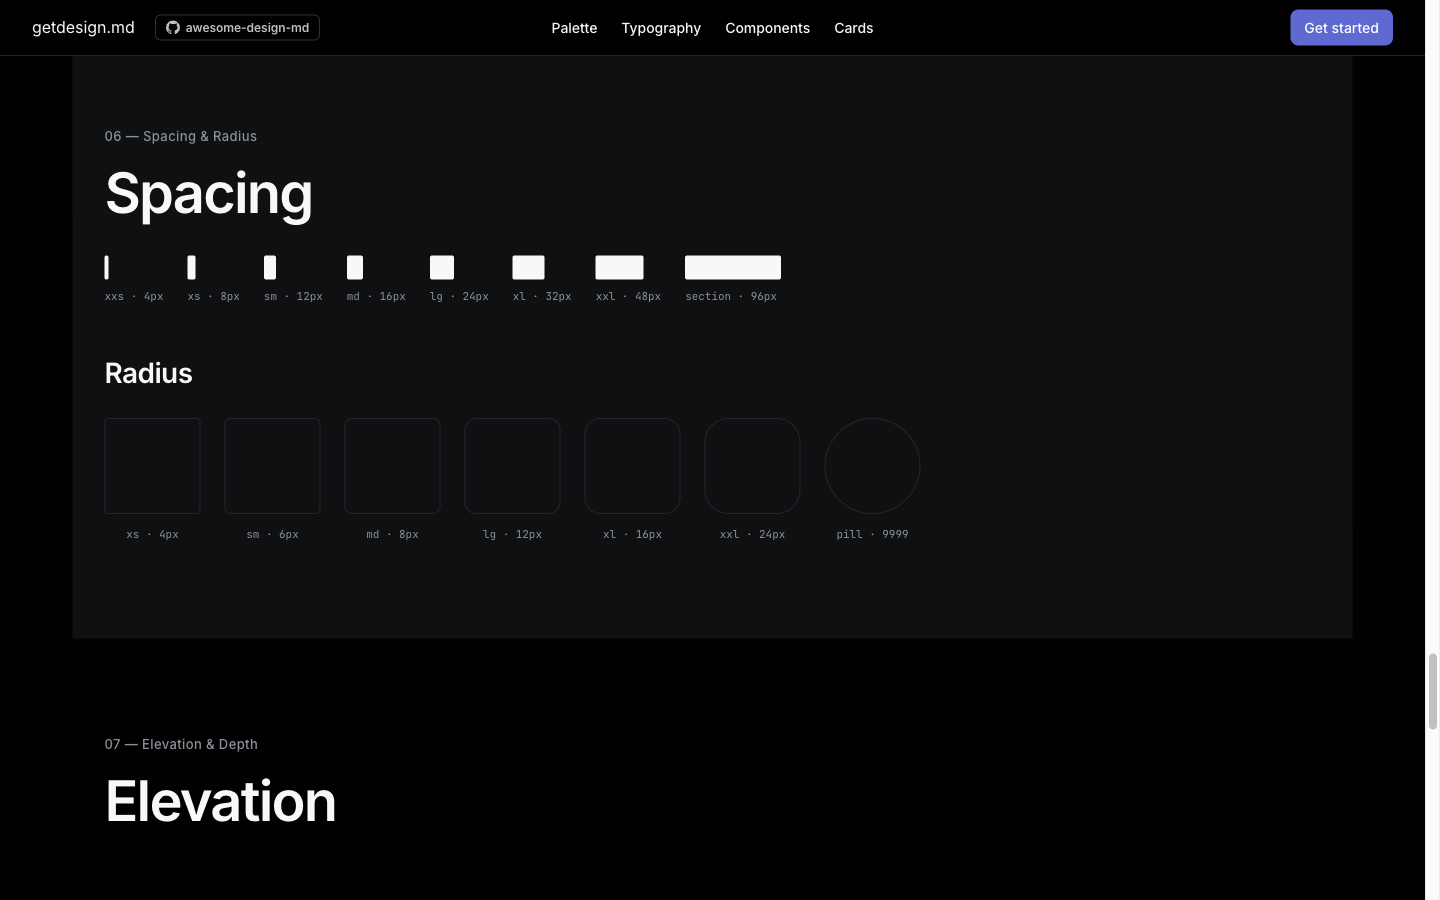 getdesign.md awesome-design-md Palette Typography Components Cards Get started
06 — Spacing & Radius
Spacing
xxs · 4px xs · 8px sm · 12px md · 16px lg · 24px xl · 32px xxl · 48px section · 96px
Radius
xs · 4px sm · 6px md · 8px lg · 12px xl · 16px xxl · 24px pill · 9999
07 — Elevation & Depth
Elevation